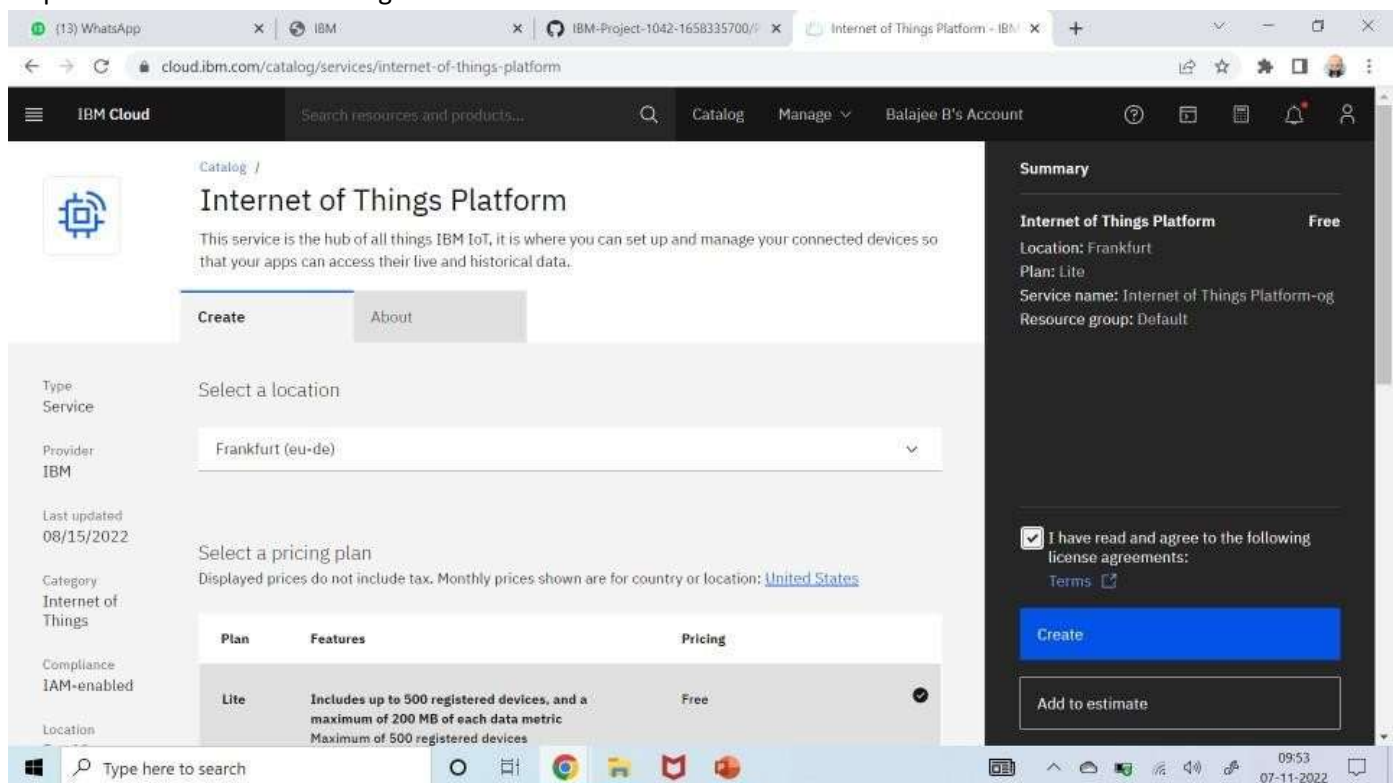 (13) WhatsApp
IBM
IBM-Project-1042-1658335700/
Internet of Things Platform - IBM
cloud.ibm.com/catalog/services/internet-of-things-platform
IBM Cloud
Search resources and products...
Catalog
Manage
Balajee B's Account
Catalog /
Internet of Things Platform
This service is the hub of all things IBM IoT, it is where you can set up and manage your connected devices so
that your apps can access their live and historical data.
Create
About
Type
Service
Provider
IBM
Last updated
08/15/2022
Category
Internet of
Things
Compliance
IAM-enabled
Location
Select a location
Frankfurt (eu-de)
Select a pricing plan
Displayed prices do not include tax. Monthly prices shown are for country or location: United States
Plan Features Pricing
Lite Includes up to 500 registered devices, and a Free
maximum of 200 MB of each data metric
Maximum of 500 registered devices
Summary
Internet of Things Platform Free
Location: Frankfurt
Plan: Lite
Service name: Internet of Things Platform-og
Resource group: Default
I have read and agree to the following
license agreements:
Terms
Create
Add to estimate
Type here to search
09:53
07-11-2022